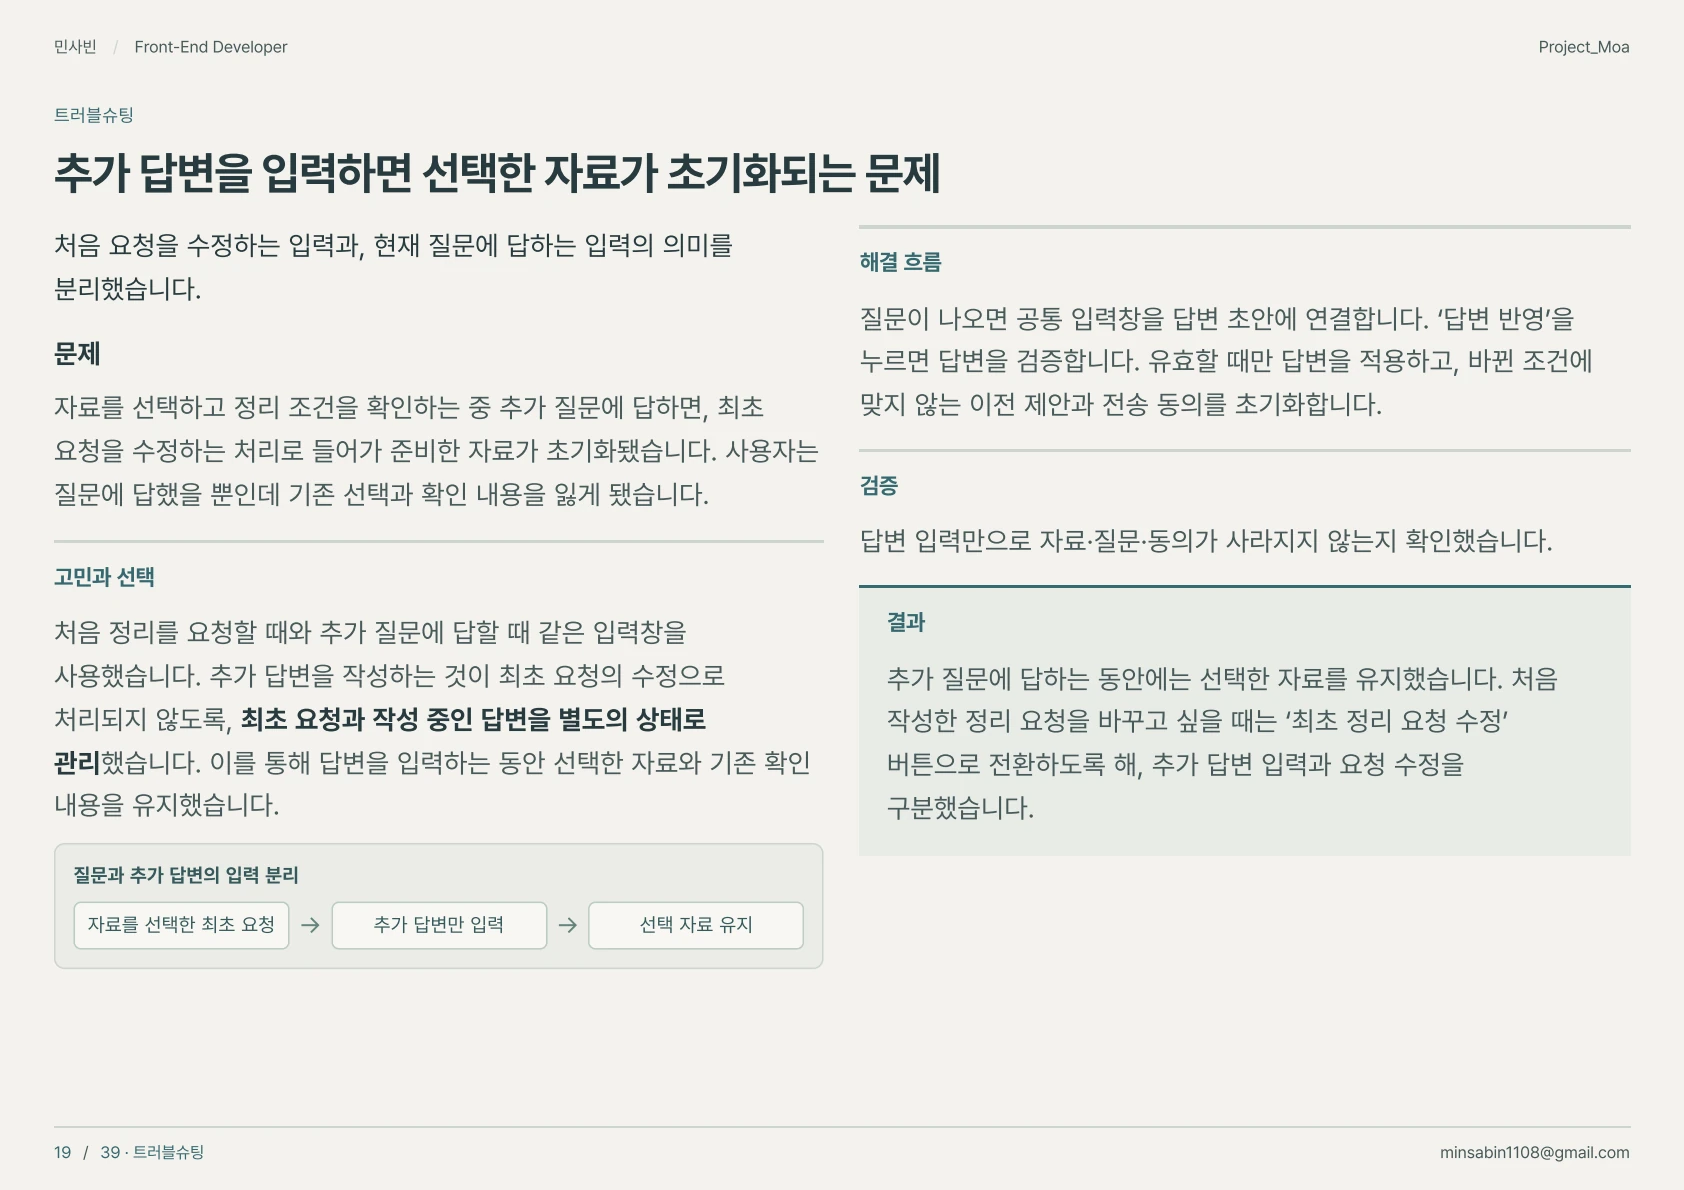 민사빈 / Front-End Developer
Project_Moa
트러블슈팅
추가 답변을 입력하면 선택한 자료가 초기화되는 문제
처음 요청을 수정하는 입력과, 현재 질문에 답하는 입력의 의미를
분리했습니다.
문제
자료를 선택하고 정리 조건을 확인하는 중 추가 질문에 답하면, 최초
요청을 수정하는 처리로 들어가 준비한 자료가 초기화됐습니다. 사용자는
질문에 답했을 뿐인데 기존 선택과 확인 내용을 잃게 됐습니다.
고민과 선택
처음 정리를 요청할 때와 추가 질문에 답할 때 같은 입력창을
사용했습니다. 추가 답변을 작성하는 것이 최초 요청의 수정으로
처리되지 않도록, 최초 요청과 작성 중인 답변을 별도의 상태로
관리했습니다. 이를 통해 답변을 입력하는 동안 선택한 자료와 기존 확인
내용을 유지했습니다.
질문과 추가 답변의 입력 분리
자료를 선택한 최초 요청 → 추가 답변만 입력 → 선택 자료 유지
해결 흐름
질문이 나오면 공통 입력창을 답변 초안에 연결합니다. ‘답변 반영’을
누르면 답변을 검증합니다. 유효할 때만 답변을 적용하고, 바뀐 조건에
맞지 않는 이전 제안과 전송 동의를 초기화합니다.
검증
답변 입력만으로 자료·질문·동의가 사라지지 않는지 확인했습니다.
결과
추가 질문에 답하는 동안에는 선택한 자료를 유지했습니다. 처음
작성한 정리 요청을 바꾸고 싶을 때는 ‘최초 정리 요청 수정’
버튼으로 전환하도록 해, 추가 답변 입력과 요청 수정을
구분했습니다.
19 / 39 · 트러블슈팅
minsabin1108@gmail.com